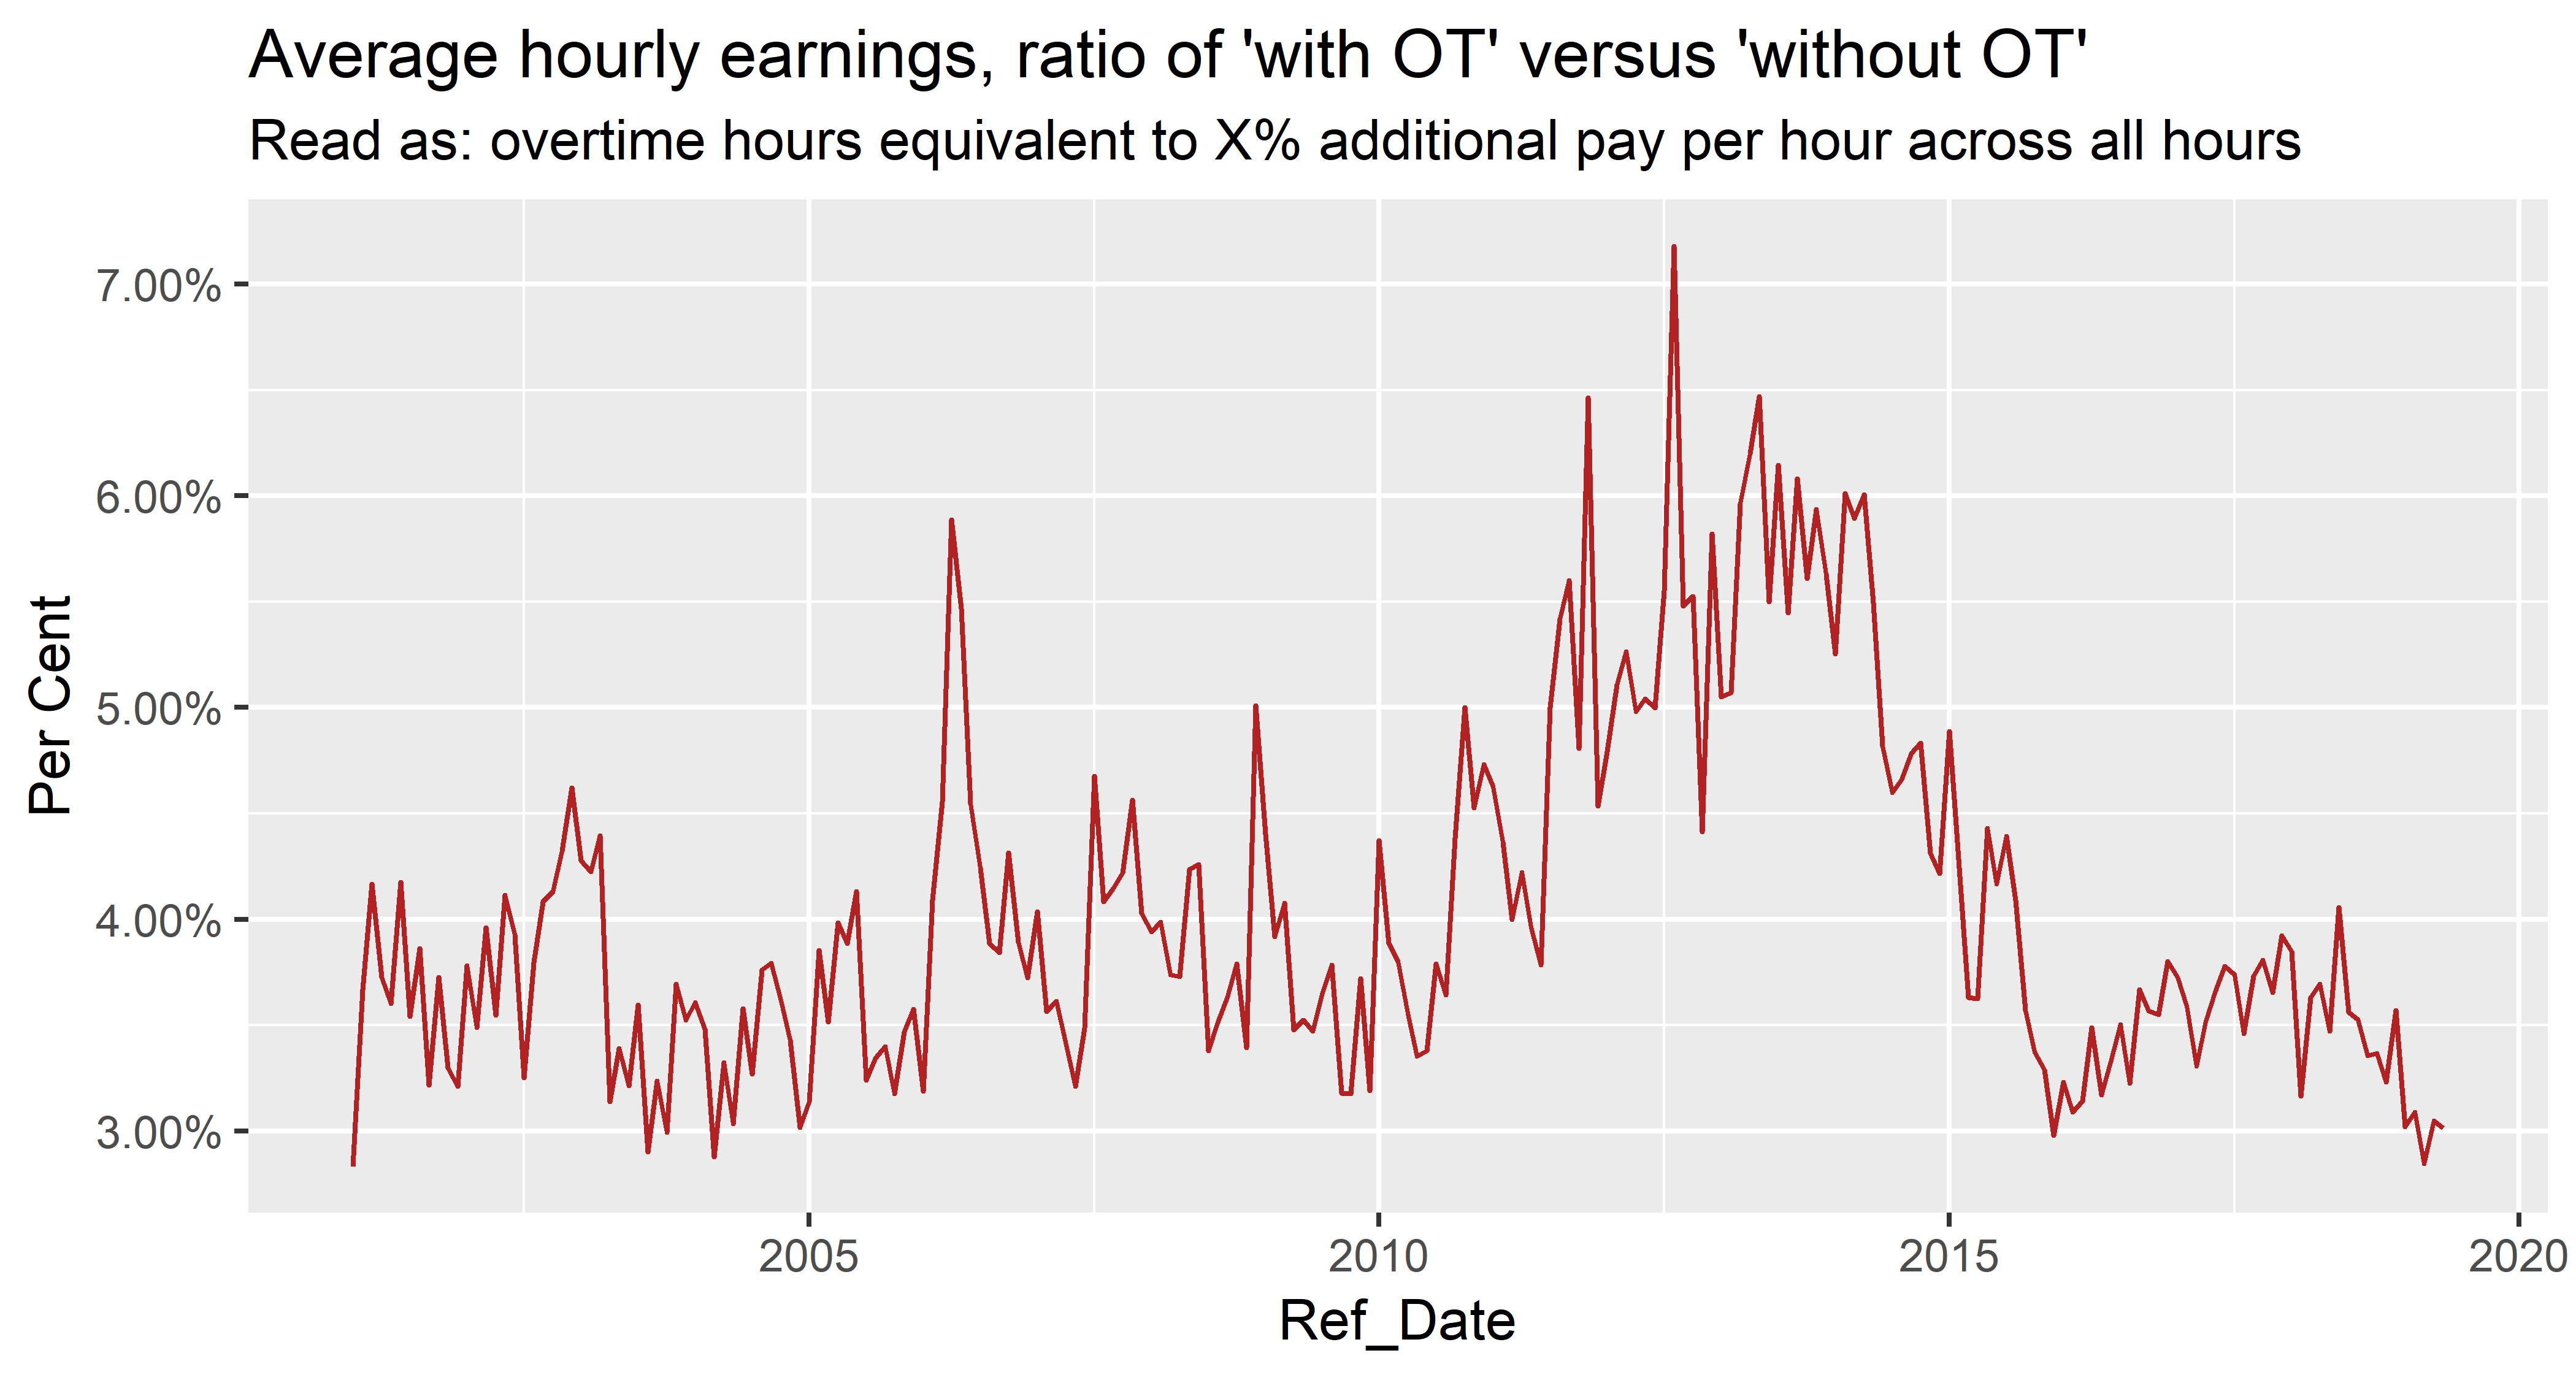 Average hourly earnings, ratio of 'with OT' versus 'without OT'
Read as: overtime hours equivalent to X% additional pay per hour across all hours
7.00%
6.00%
5.00%
4.00%
3.00%
Per Cent
2005
2010
2015
2020
Ref_Date